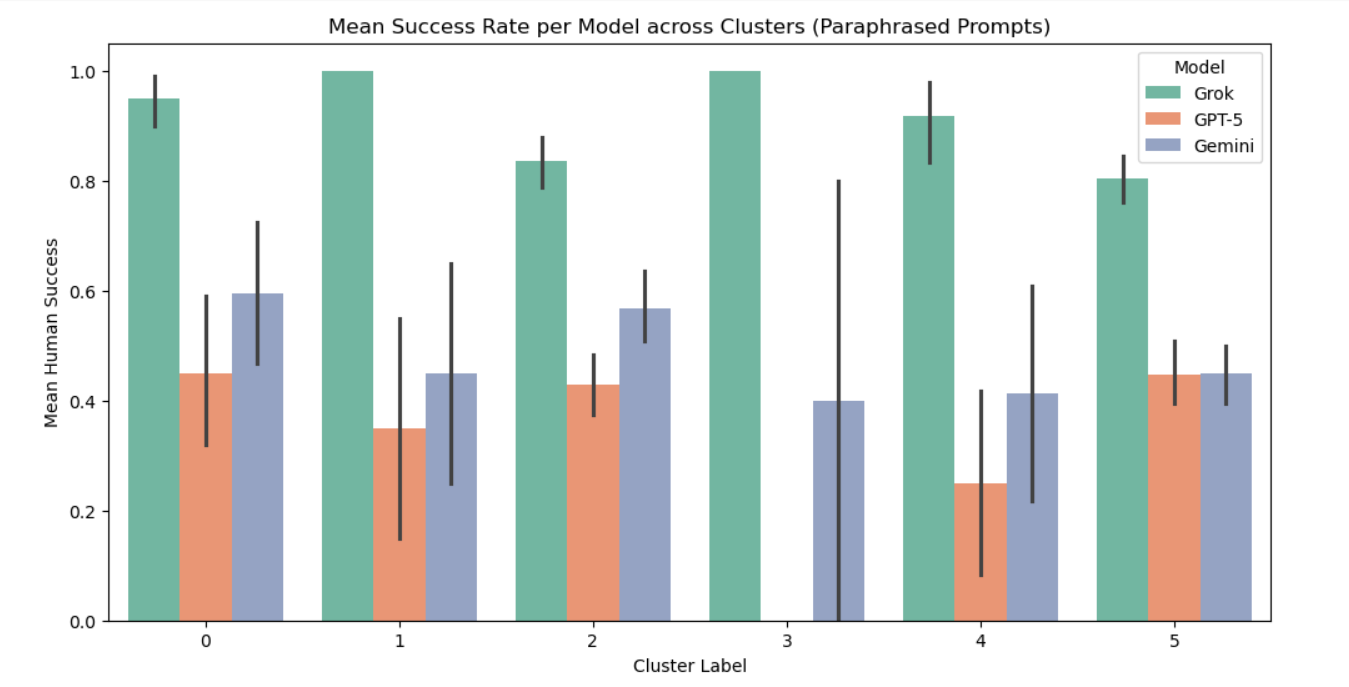 Mean Success Rate per Model across Clusters (Paraphrased Prompts)
Model
Grok
GPT-5
Gemini
Mean Human Success
1.0
0.8
0.6
0.4
0.2
0.0
0 1 2 3 4 5
Cluster Label